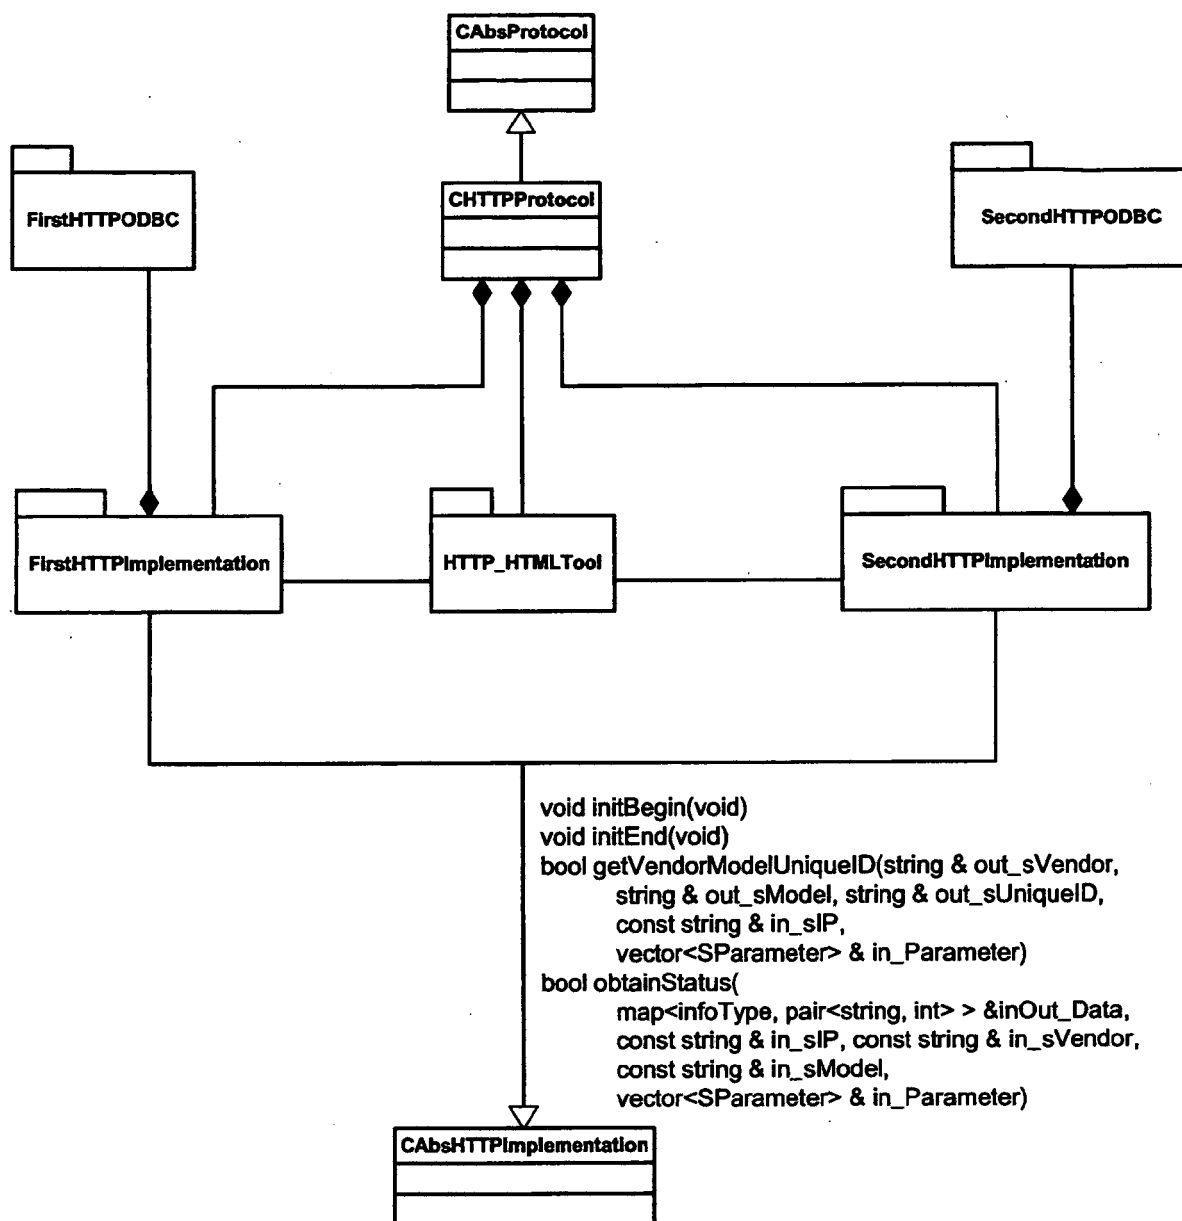 CAbsProtocol
FirstHTTPODBC
CHTTPProtocol
SecondHTTPODBC
FirstHTTPImplementation
HTTP_HTMLTool
SecondHTTPImplementation
void initBegin(void)
void initEnd(void)
bool getVendorModelUniqueID(string & out_sVendor,
string & out_sModel, string & out_sUniqueID,
const string & in_sIP,
vector<SParameter> & in_Parameter)
bool obtainStatus(
map<infoType, pair<string, int> > &inOut_Data,
const string & in_sIP, const string & in_sVendor,
const string & in_sModel,
vector<SParameter> & in_Parameter)
CAbsHTTPImplementation